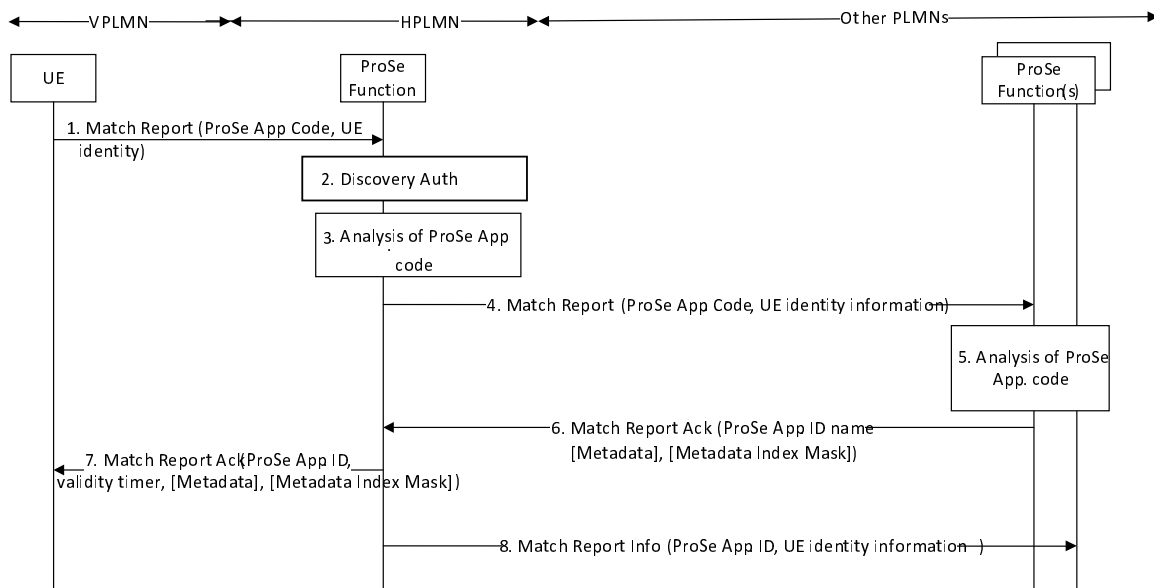 VPLMN
HPLMN
Other PLMNs
UE
ProSe
Function
ProSe
Function(s)
1. Match Report (ProSe App Code, UE
identity)
2. Discovery Auth
3. Analysis of ProSe App
code
4. Match Report (ProSe App Code, UE identity information)
5. Analysis of ProSe
App. code
6. Match Report Ack (ProSe App ID name
[Metadata], [Metadata Index Mask])
7. Match Report Ack(ProSe App ID,
validity timer, [Metadata], [Metadata Index Mask])
8. Match Report Info (ProSe App ID, UE identity information )